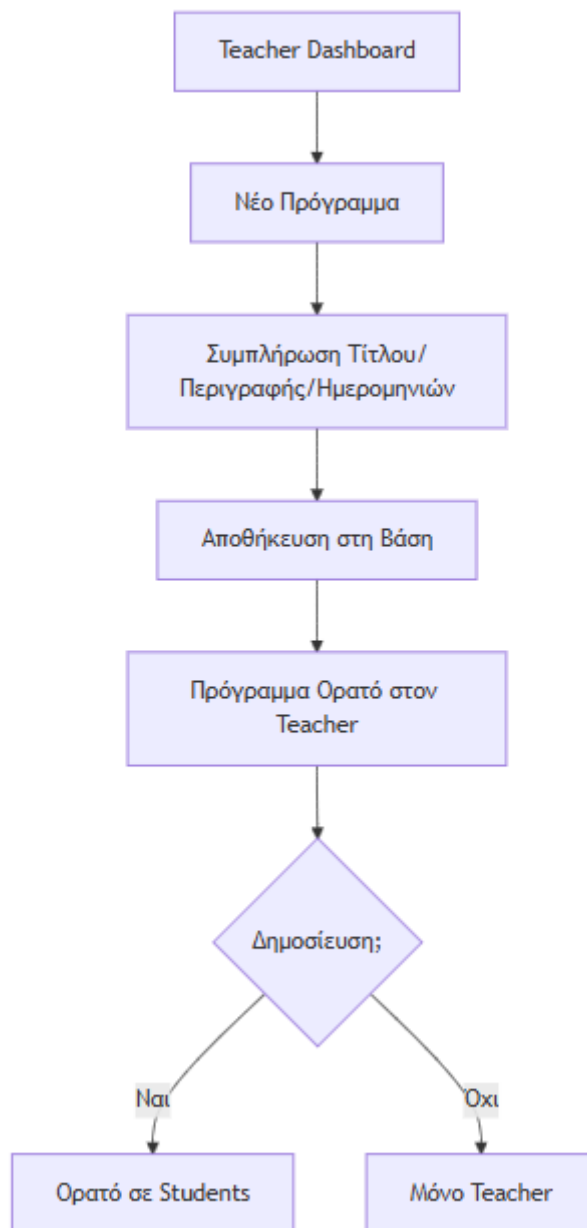 Teacher Dashboard
Νέο Πρόγραμμα
Συμπλήρωση Τίτλου/
Περιγραφής/Ημερομηνιών
Αποθήκευση στη Βάση
Πρόγραμμα Ορατό στον
Teacher
Δημοσίευση;
Ναι
Όχι
Ορατό σε Students
Μόνο Teacher